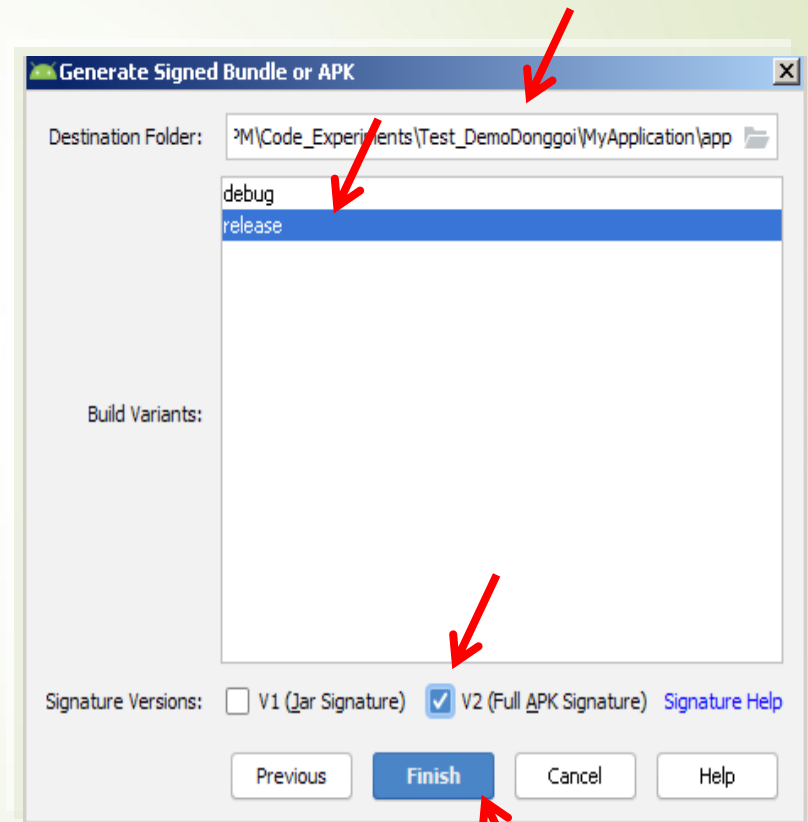 Generate Signed Bundle or APK
Destination Folder: PM\Code_Experiments\Test_DemoDonggoi\MyApplication\app
debug
release
Build Variants:
Signature Versions: V1 (Jar Signature) V2 (Full APK Signature) Signature Help
Previous Finish Cancel Help